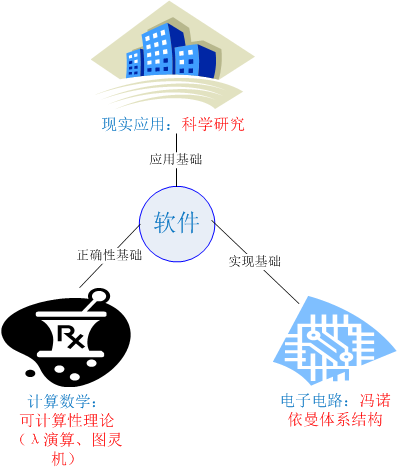 现实应用：科学研究
应用基础
软件
正确性基础
实现基础
Rx
计算数学：
可计算性理论
（λ演算、图灵
机）
电子电路：冯诺
依曼体系结构